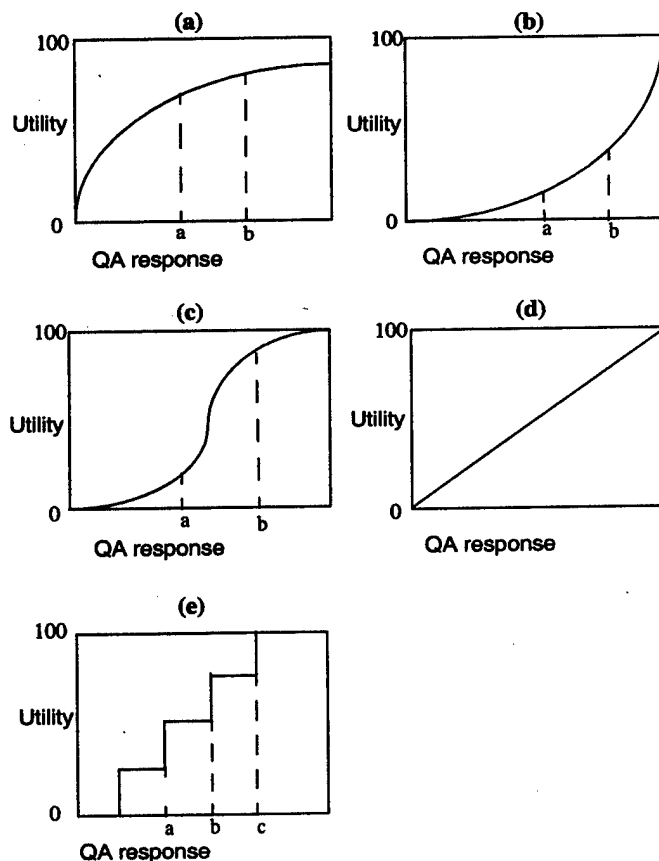 (a)
100
Utility
0
a
b
QA response
(b)
100
Utility
0
a
b
QA response
(c)
100
Utility
0
a
b
QA response
(d)
100
Utility
0
QA response
(e)
100
Utility
0
a
b
c
QA response